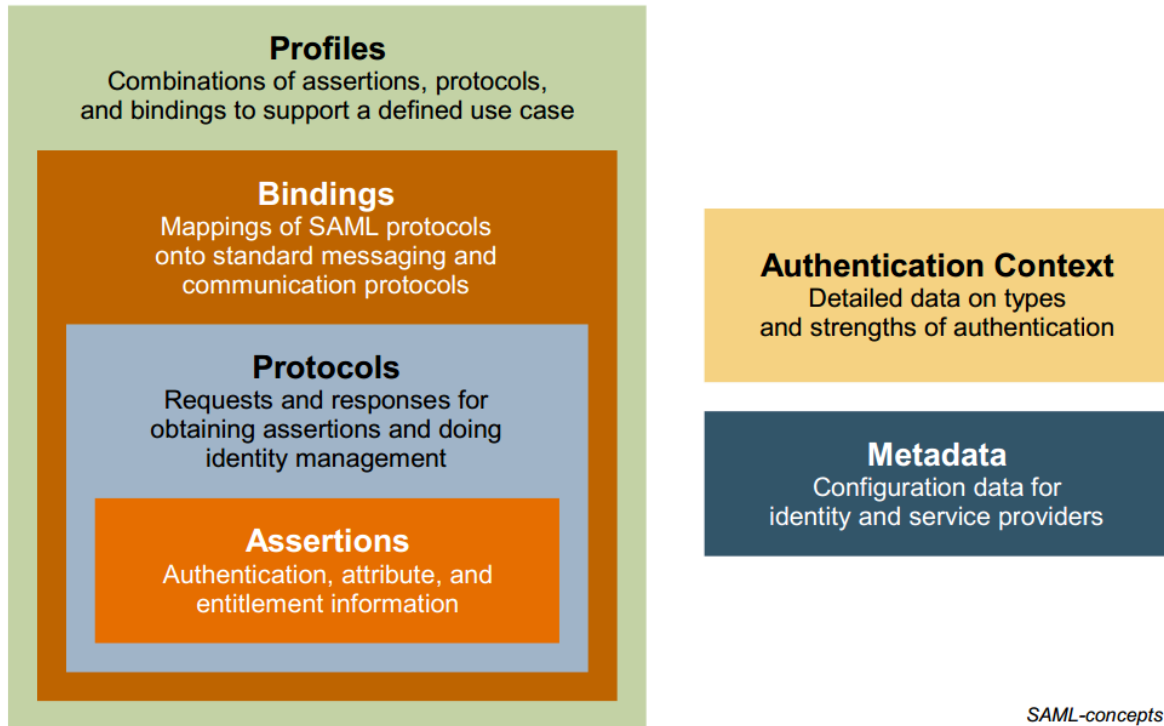 Profiles
Combinations of assertions, protocols,
and bindings to support a defined use case
Bindings
Mappings of SAML protocols
onto standard messaging and
communication protocols
Protocols
Requests and responses for
obtaining assertions and doing
identity management
Assertions
Authentication, attribute, and
entitlement information
Authentication Context
Detailed data on types
and strengths of authentication
Metadata
Configuration data for
identity and service providers
SAML-concepts